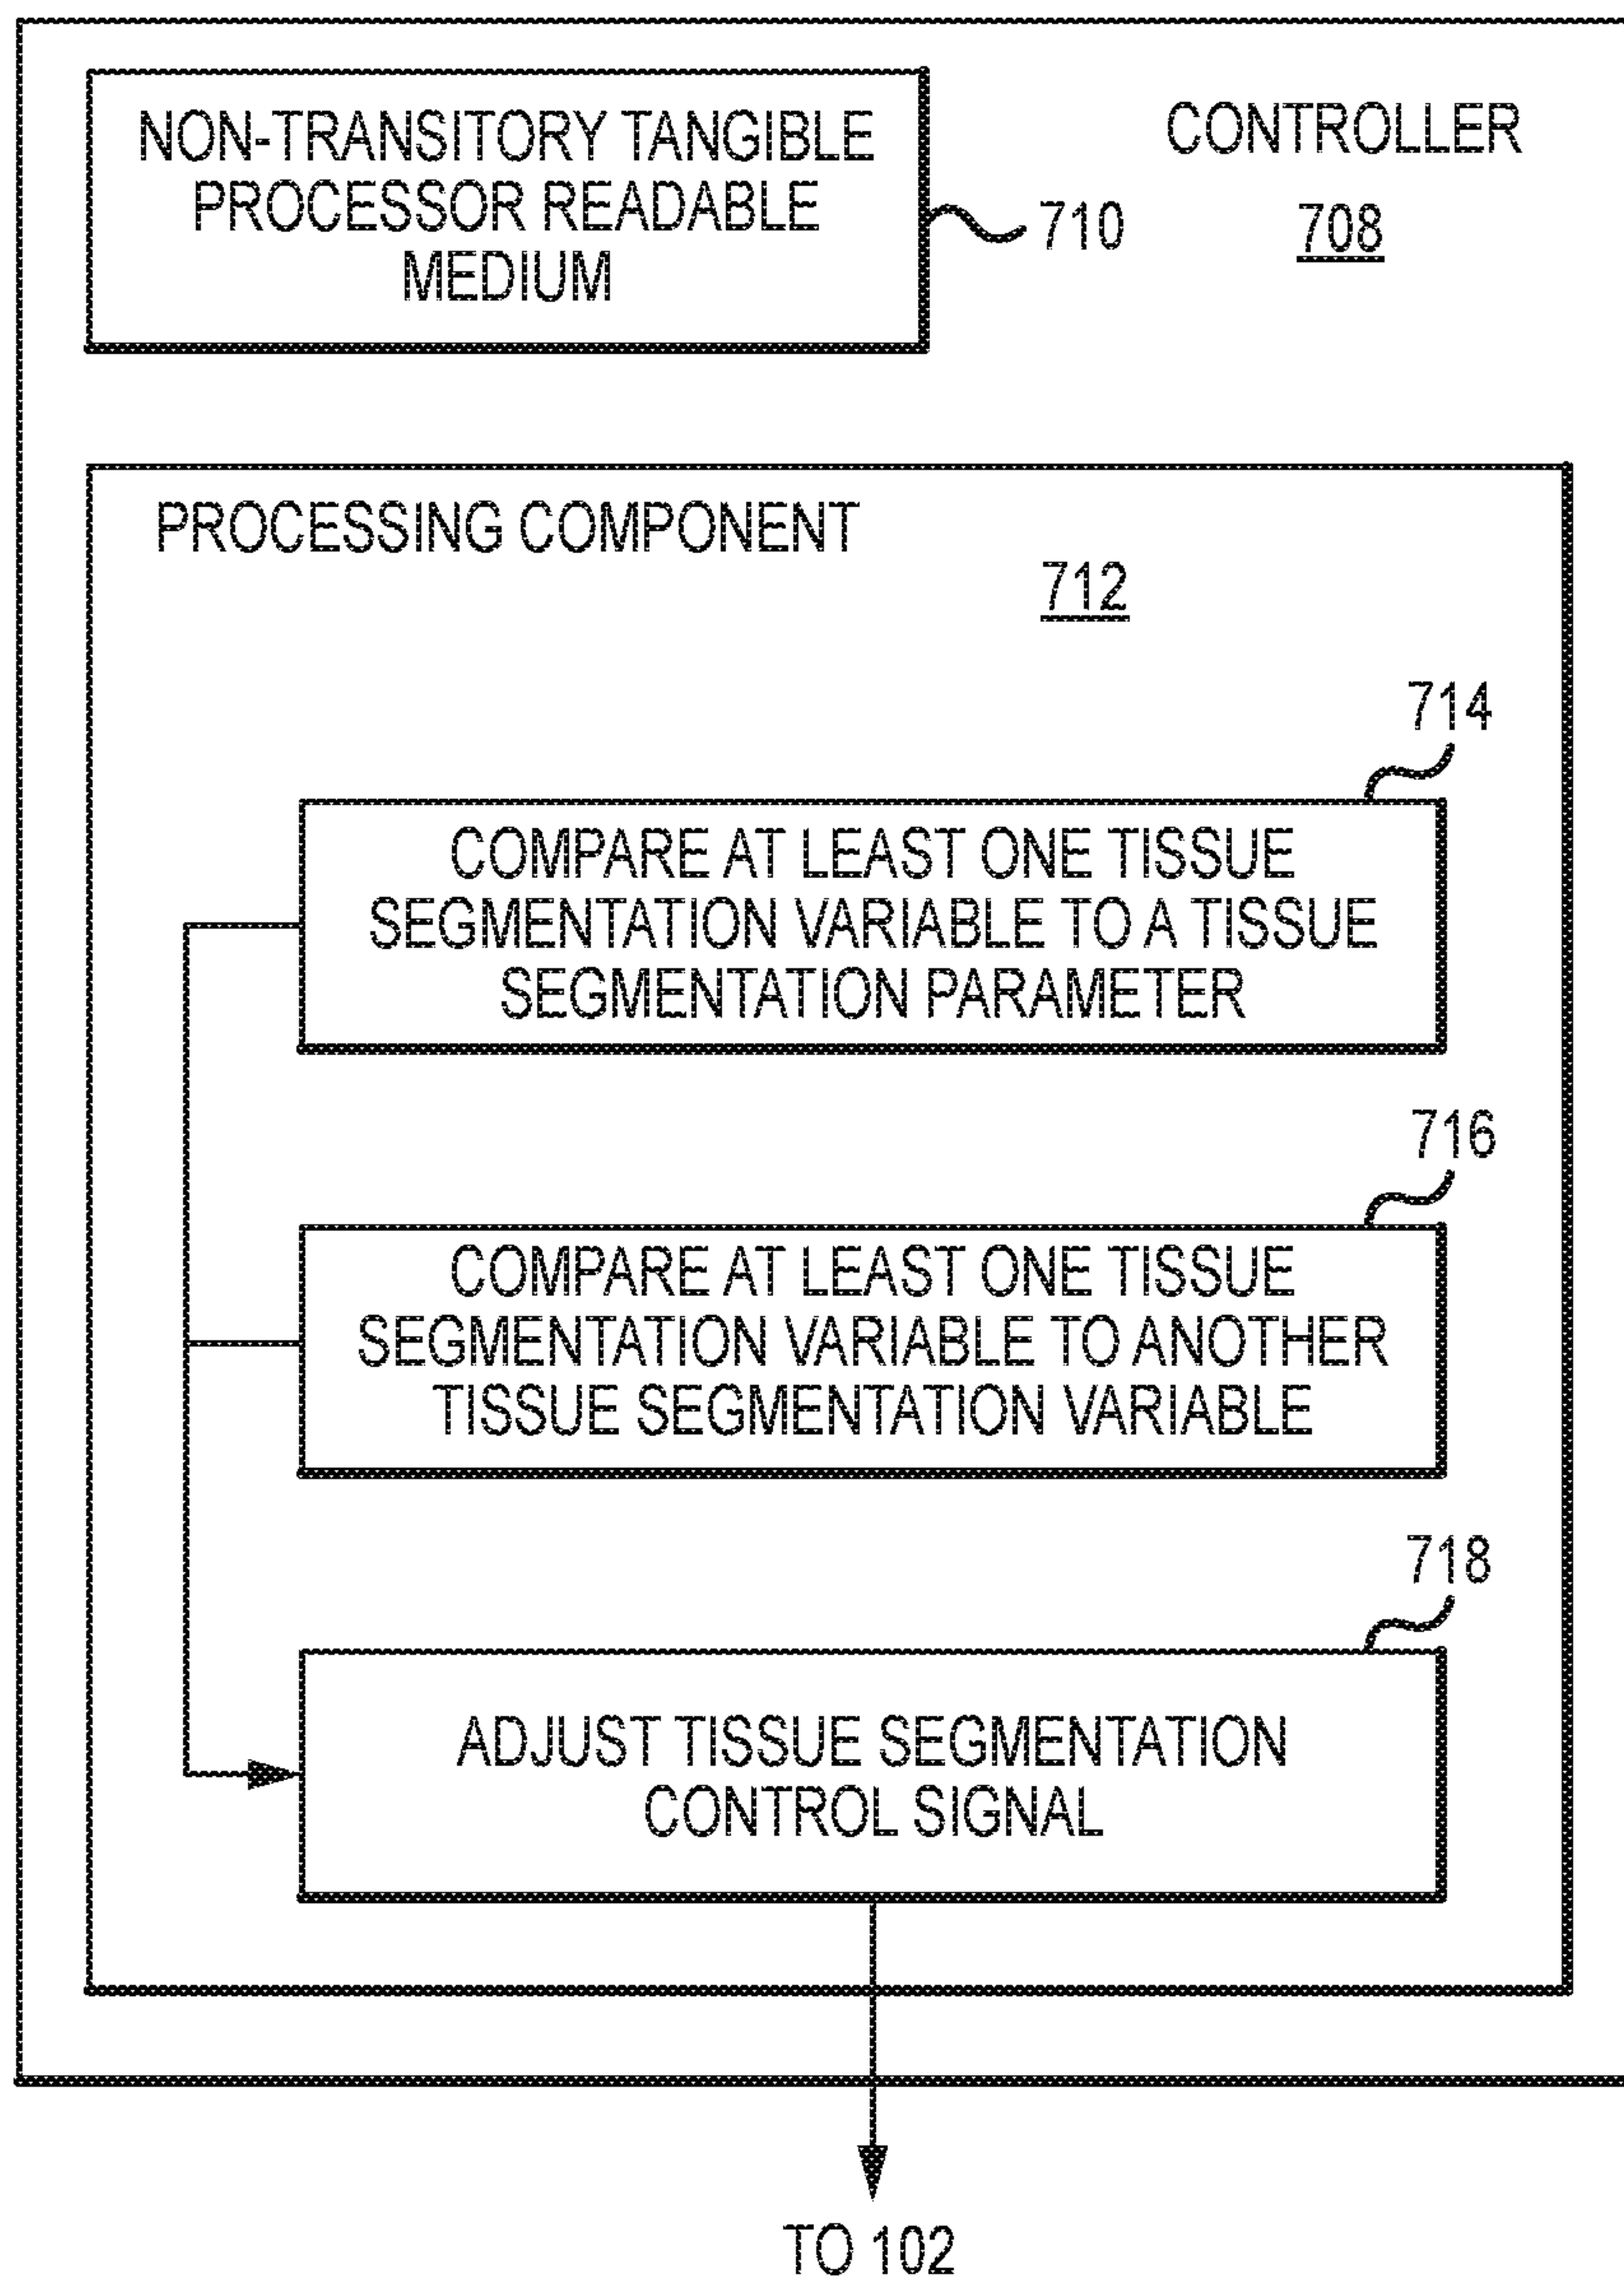 NON-TRANSITORY TANGIBLE
PROCESSOR READABLE
MEDIUM
710
CONTROLLER
708
PROCESSING COMPONENT
712
714
COMPARE AT LEAST ONE TISSUE
SEGMENTATION VARIABLE TO A TISSUE
SEGMENTATION PARAMETER
716
COMPARE AT LEAST ONE TISSUE
SEGMENTATION VARIABLE TO ANOTHER
TISSUE SEGMENTATION VARIABLE
718
ADJUST TISSUE SEGMENTATION
CONTROL SIGNAL
TO 102